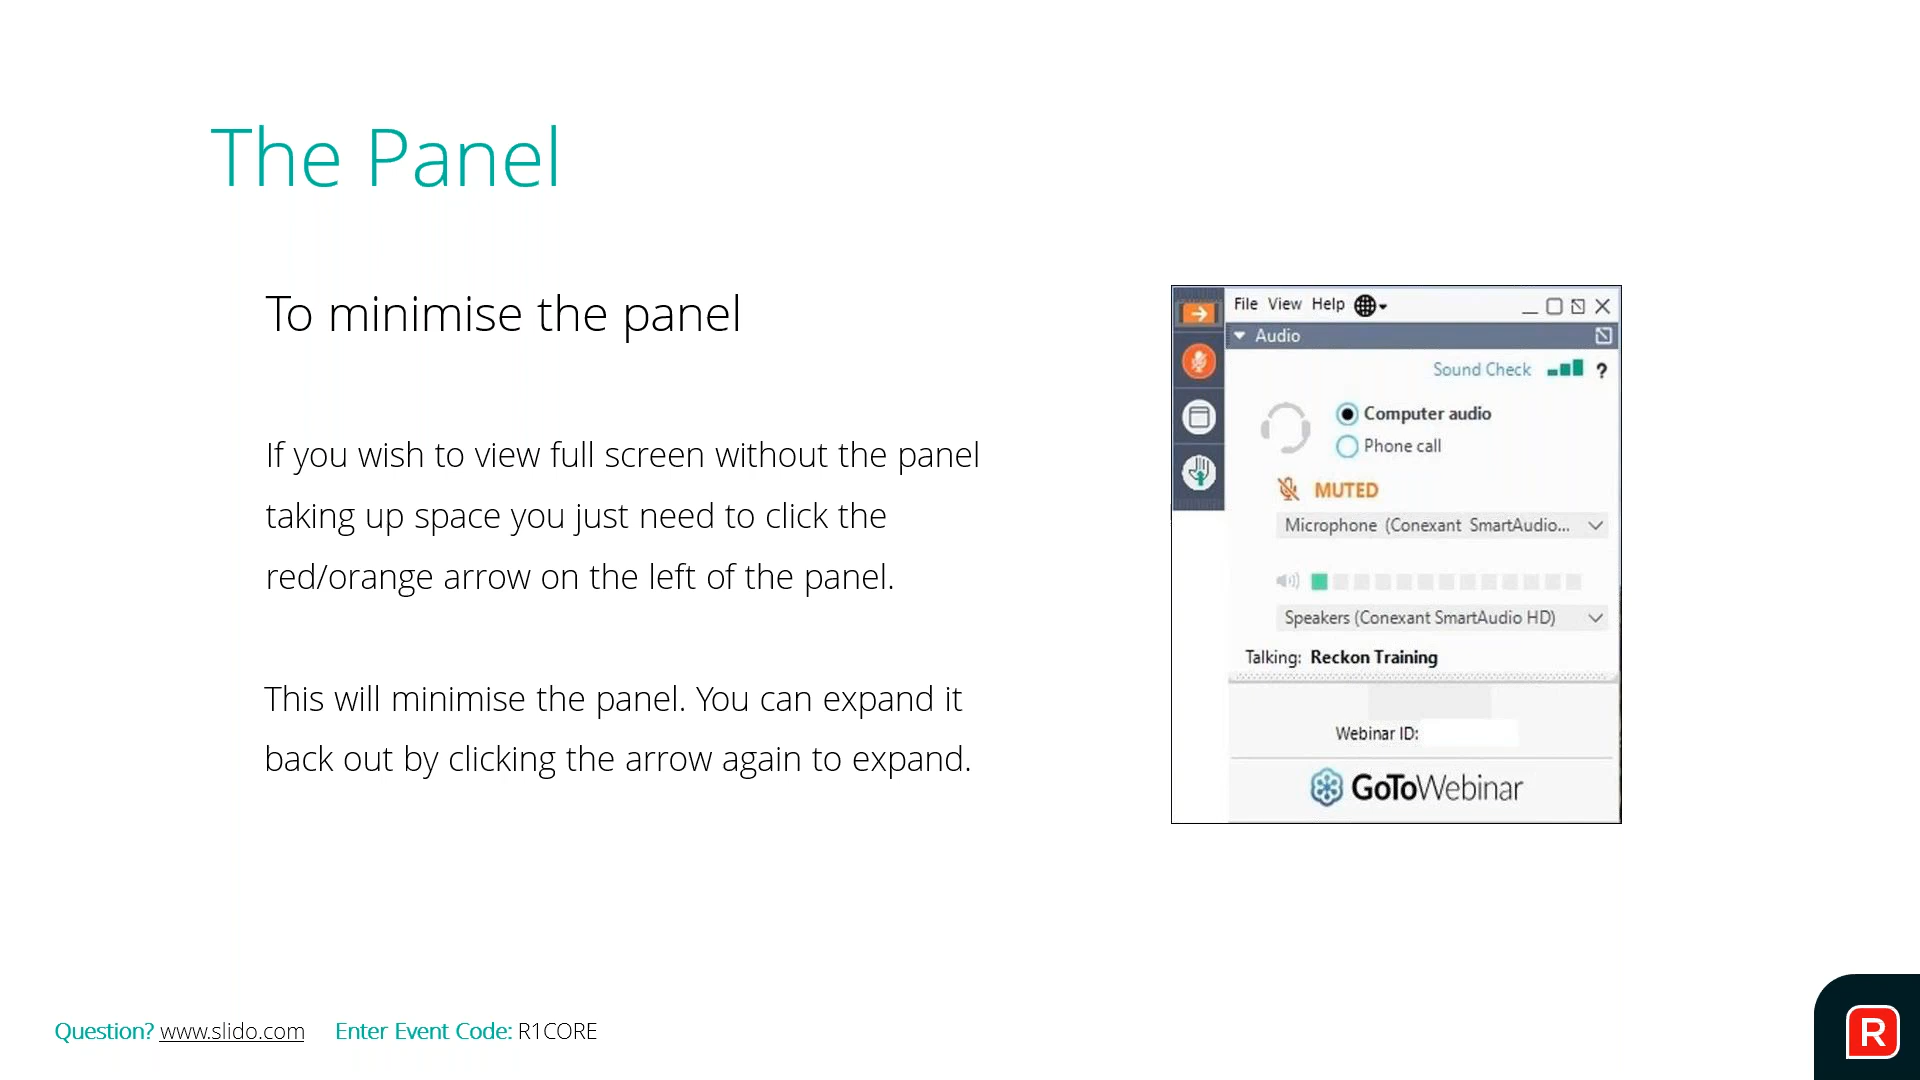 The Panel
To minimise the panel
If you wish to view full screen without the panel
taking up space you just need to click the
red/orange arrow on the left of the panel.
This will minimise the panel. You can expand it
back out by clicking the arrow again to expand.
File View Help
Audio
Sound Check ?
Computer audio
Phone call
MUTED
Microphone (Conexant SmartAudio...
Speakers (Conexant SmartAudio HD)
Talking: Reckon Training
Webinar ID:
GoToWebinar
Question? www.slido.com Enter Event Code: R1CORE
R